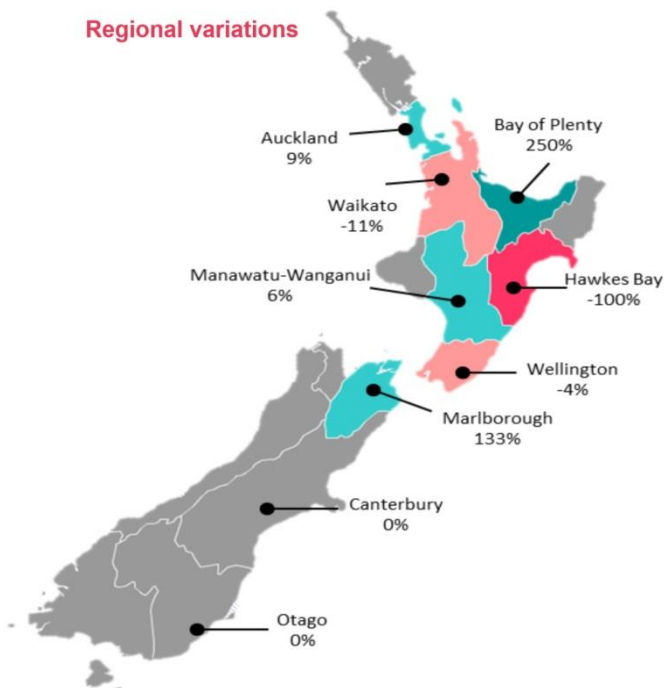 Regional variations
Auckland
9%
Bay of Plenty
250%
Waikato
-11%
Manawatu-Wanganui
6%
Hawkes Bay
-100%
Wellington
-4%
Marlborough
133%
Canterbury
0%
Otago
0%